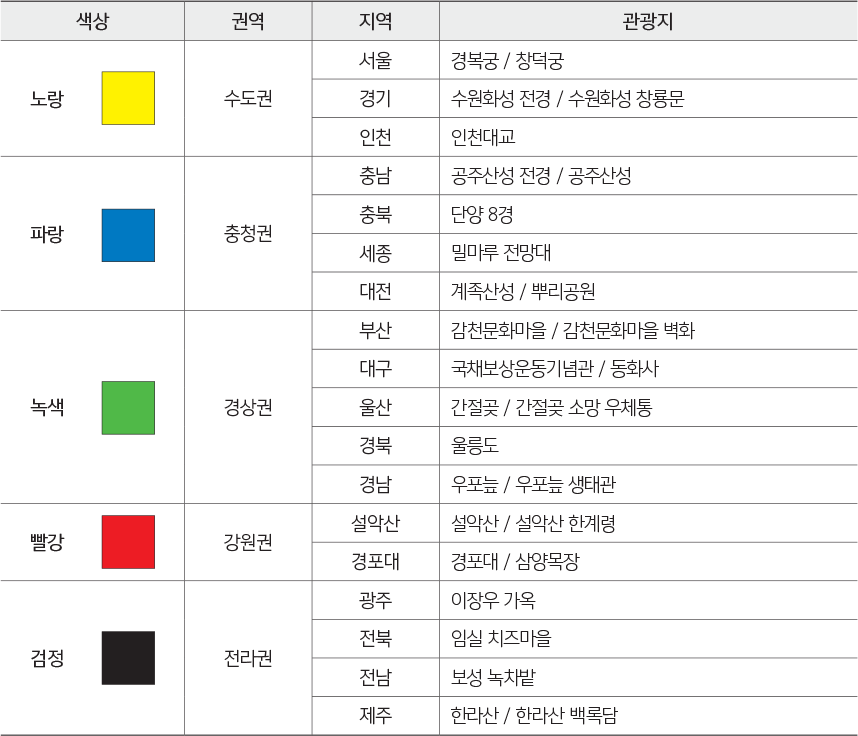 색상 권역 지역 관광지
서울 경복궁 / 창덕궁
노랑 수도권 경기 수원화성 전경 / 수원화성 창룡문
인천 인천대교
충남 공주산성 전경 / 공주산성
충북 단양 8경
파랑 충청권
세종 밀마루 전망대
대전 계족산성 / 뿌리공원
부산 감천문화마을 / 감천문화마을 벽화
대구 국채보상운동기념관 / 동화사
녹색 경상권 울산 간절곶 / 간절곶 소망 우체통
경북 울릉도
경남 우포늪 / 우포늪 생태관
설악산 설악산 / 설악산 한계령
빨강 강원권
경포대 경포대 / 삼양목장
광주 이장우 가옥
전북 임실 치즈마을
검정 전라권
전남 보성 녹차밭
제주 한라산 / 한라산 백록담